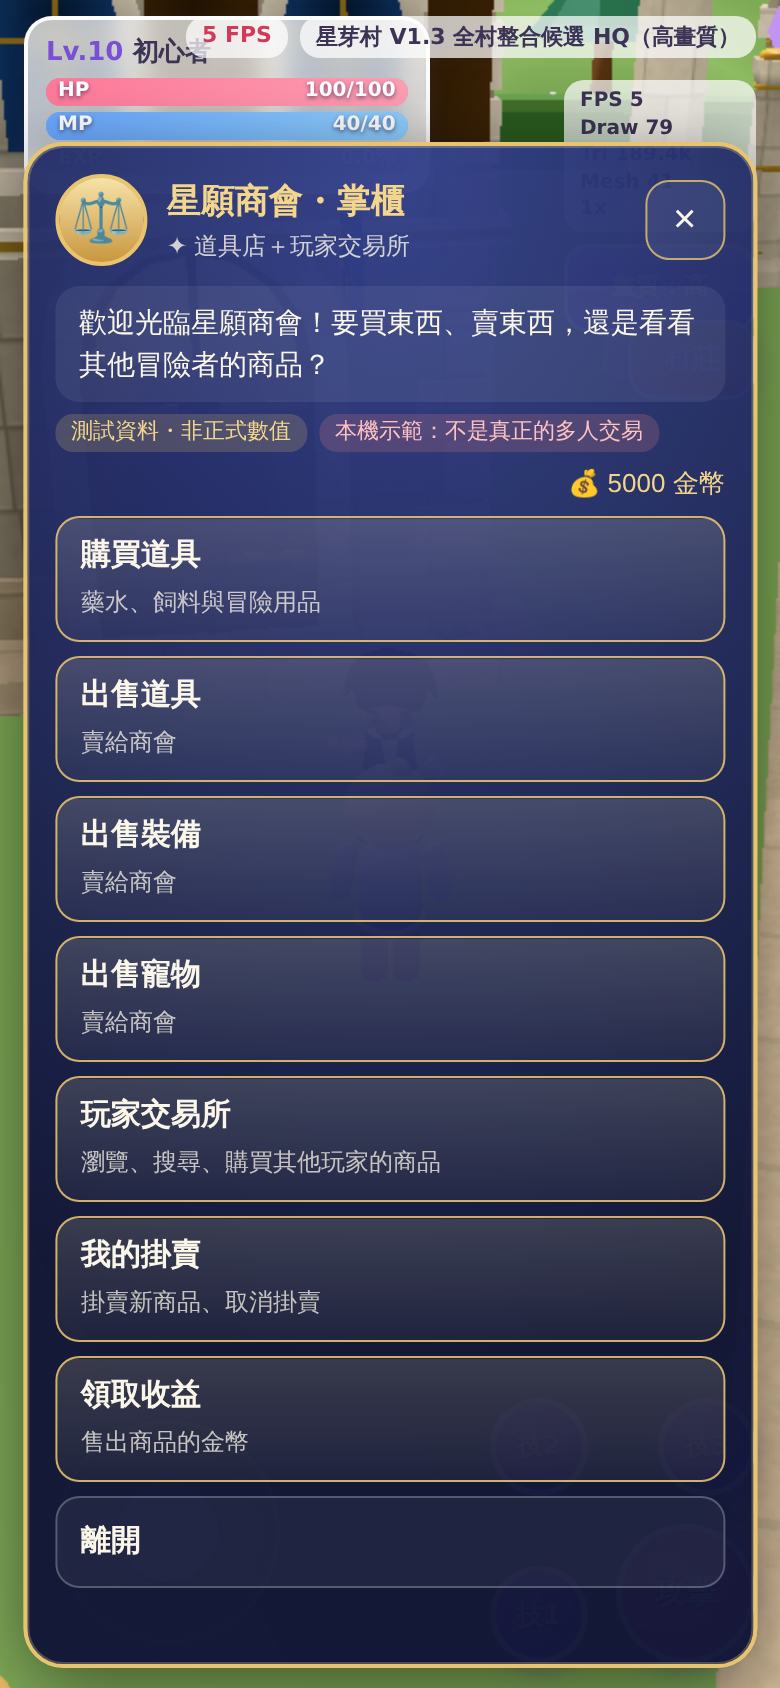 Lv.10 初心者
5 FPS
星芽村 V1.3 全村整合候選 HQ（高畫質）
HP 100/100
MP 40/40
FPS 5
Draw 79
Tri 189.4k
Mesh 41
1x
星願商會・掌櫃
✦ 道具店＋玩家交易所
×
歡迎光臨星願商會！要買東西、賣東西，還是看看
其他冒險者的商品？
測試資料・非正式數值
本機示範：不是真正的多人交易
5000 金幣
購買道具
藥水、飼料與冒險用品
出售道具
賣給商會
出售裝備
賣給商會
出售寵物
賣給商會
玩家交易所
瀏覽、搜尋、購買其他玩家的商品
我的掛賣
掛賣新商品、取消掛賣
領取收益
售出商品的金幣
離開